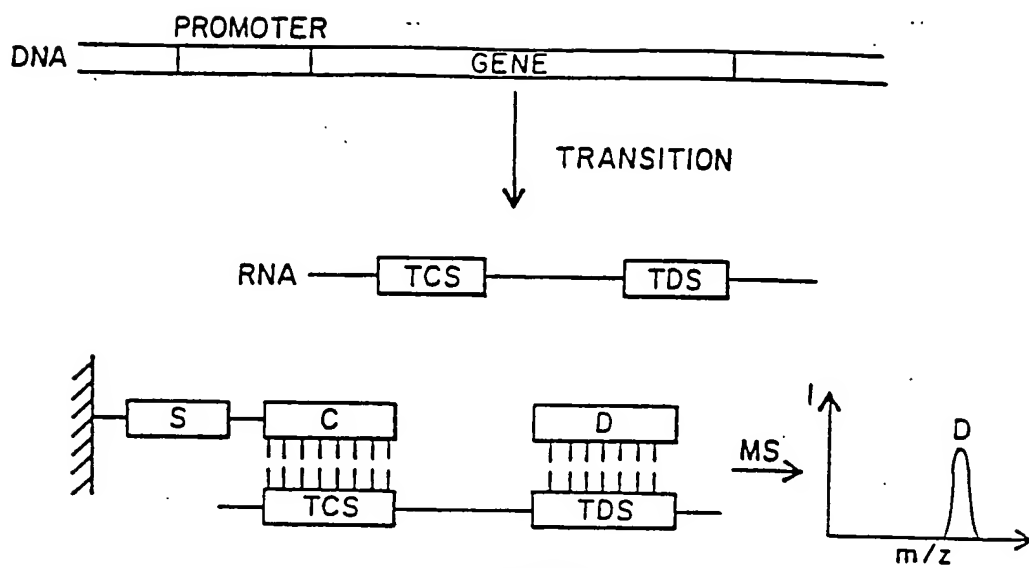 PROMOTER
DNA GENE
TRANSITION
RNA TCS TDS
S C D
MS
TCS TDS
I
D
m/z